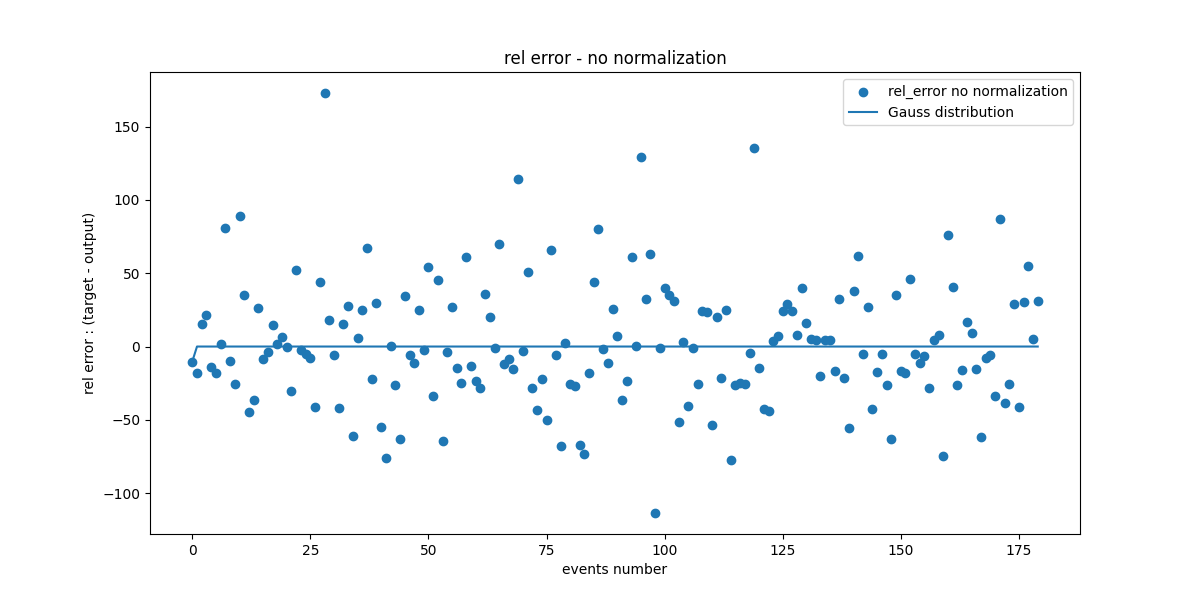 rel error - no normalization
rel_error no normalization
Gauss distribution
rel error : (target - output)
150
100
50
0
−50
−100
0 25 50 75 100 125 150 175
events number